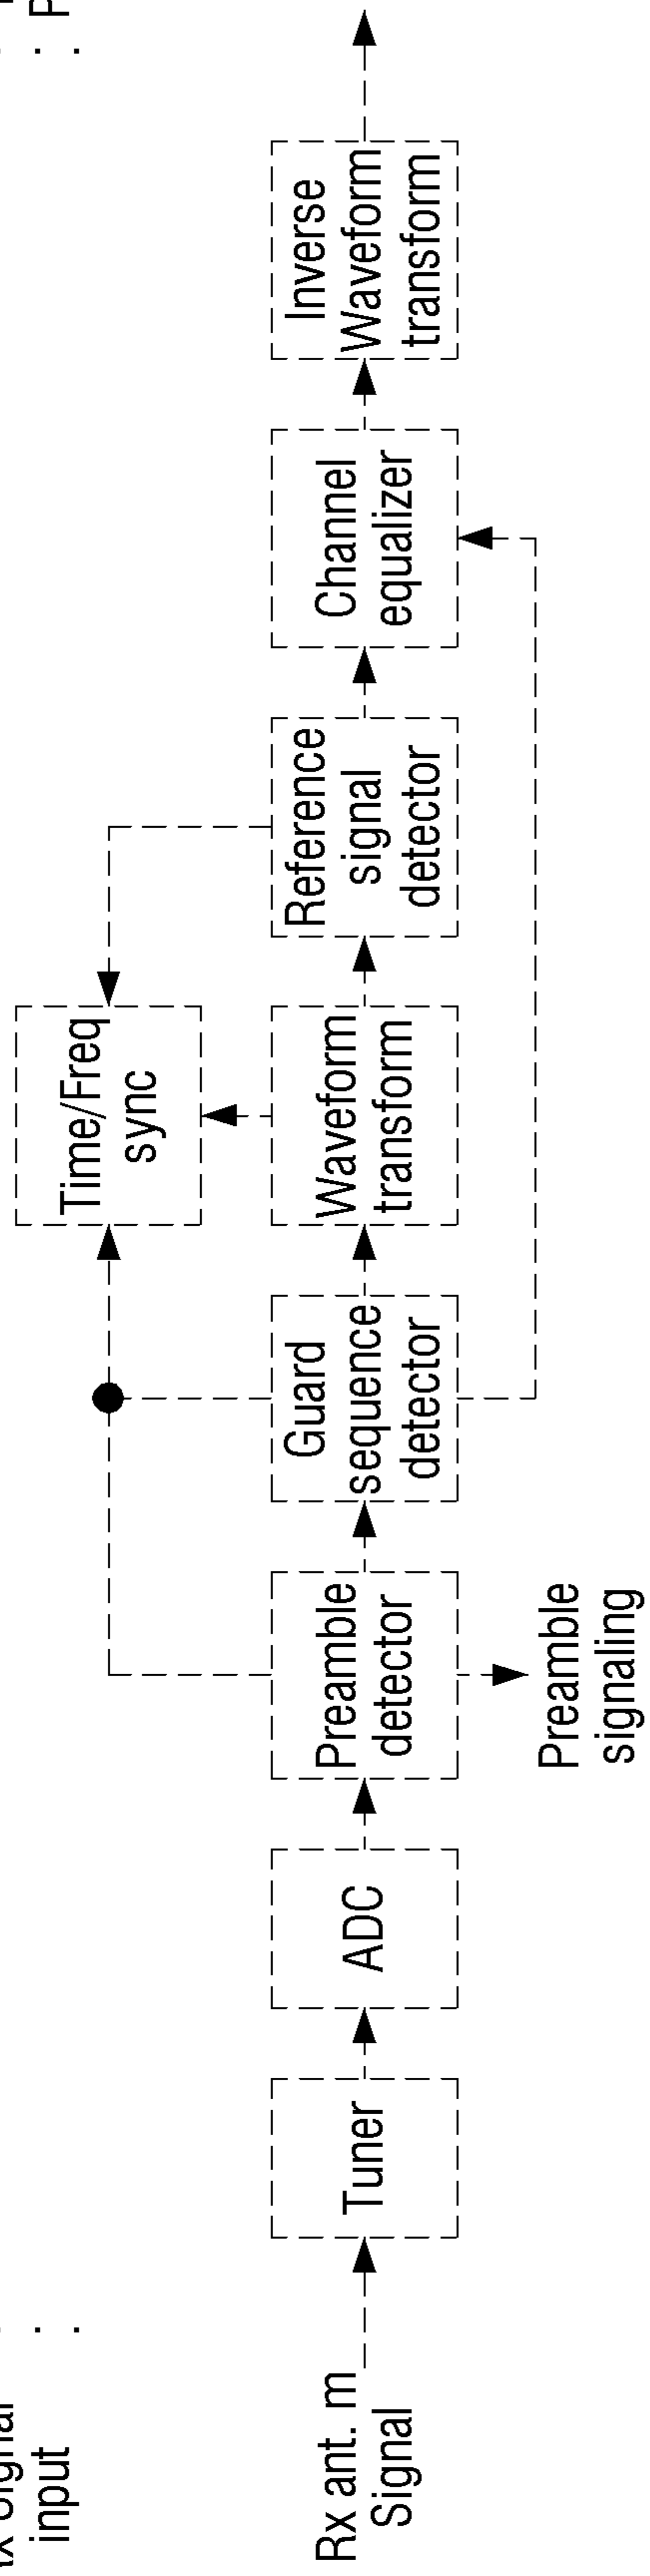 input
Rx ant. m
Signal
Tuner
ADC
Preamble
detector
Preamble
signaling
Guard
sequence
detector
Time/Freq
sync
Waveform
transform
Reference
signal
detector
Channel
equalizer
Inverse
Waveform
transform